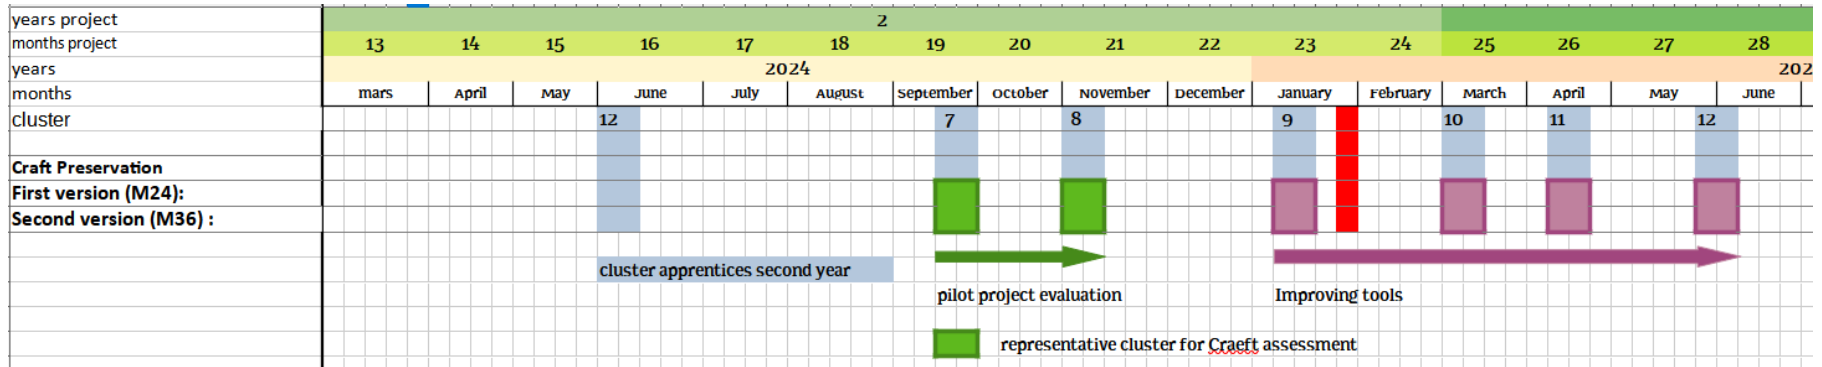 years project 2
months project 13 14 15 16 17 18 19 20 21 22 23 24 25 26 27 28
years 2024 202
months mars April May June July August September October November December January February March April May June
cluster 12 7 8 9 10 11 12
Craft Preservation
First version (M24):
Second version (M36) :
cluster apprentices second year
pilot project evaluation Improving tools
representative cluster for Craeft assessment